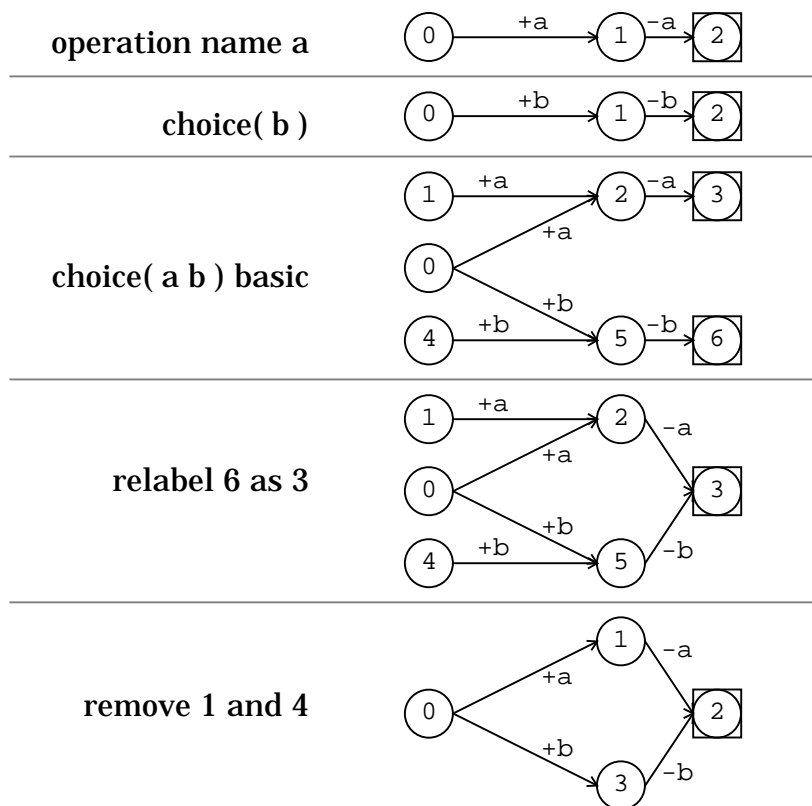 operation name a
0 +a 1 -a 2
choice( b )
0 +b 1 -b 2
choice( a b ) basic
1 +a 2 -a 3
+a
0
+b
4 +b 5 -b 6
relabel 6 as 3
1 +a 2 -a
+a
0 3
+b
4 +b 5 -b
remove 1 and 4
1 -a
+a
0 2
+b
3 -b